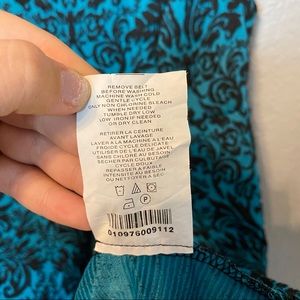 REMOVE BELT
BEFORE WASHING
MACHINE WASH COLD
GENTLE CYCLE
ONLY NON CHLORINE BLEACH
WHEN NEEDED
TUMBLE DRY LOW
LOW IRON IF NEEDED
OR DRY CLEAN
RETIRER LA CEINTURE
AVANT LAVAGE
LAVER A LA MACHINE A L'EAU
FROIDE CYCLE DELICATE
UTILISER DE L'EAU DE JAVEL
SANS CHLORE AU BESOIN
SECHER PAR CULBUTAGE
CYCLE DOUX
REPASSER A FAIBLE
INTENSITE AU BESOIN
OU NETTOYER A SEC
010976009112